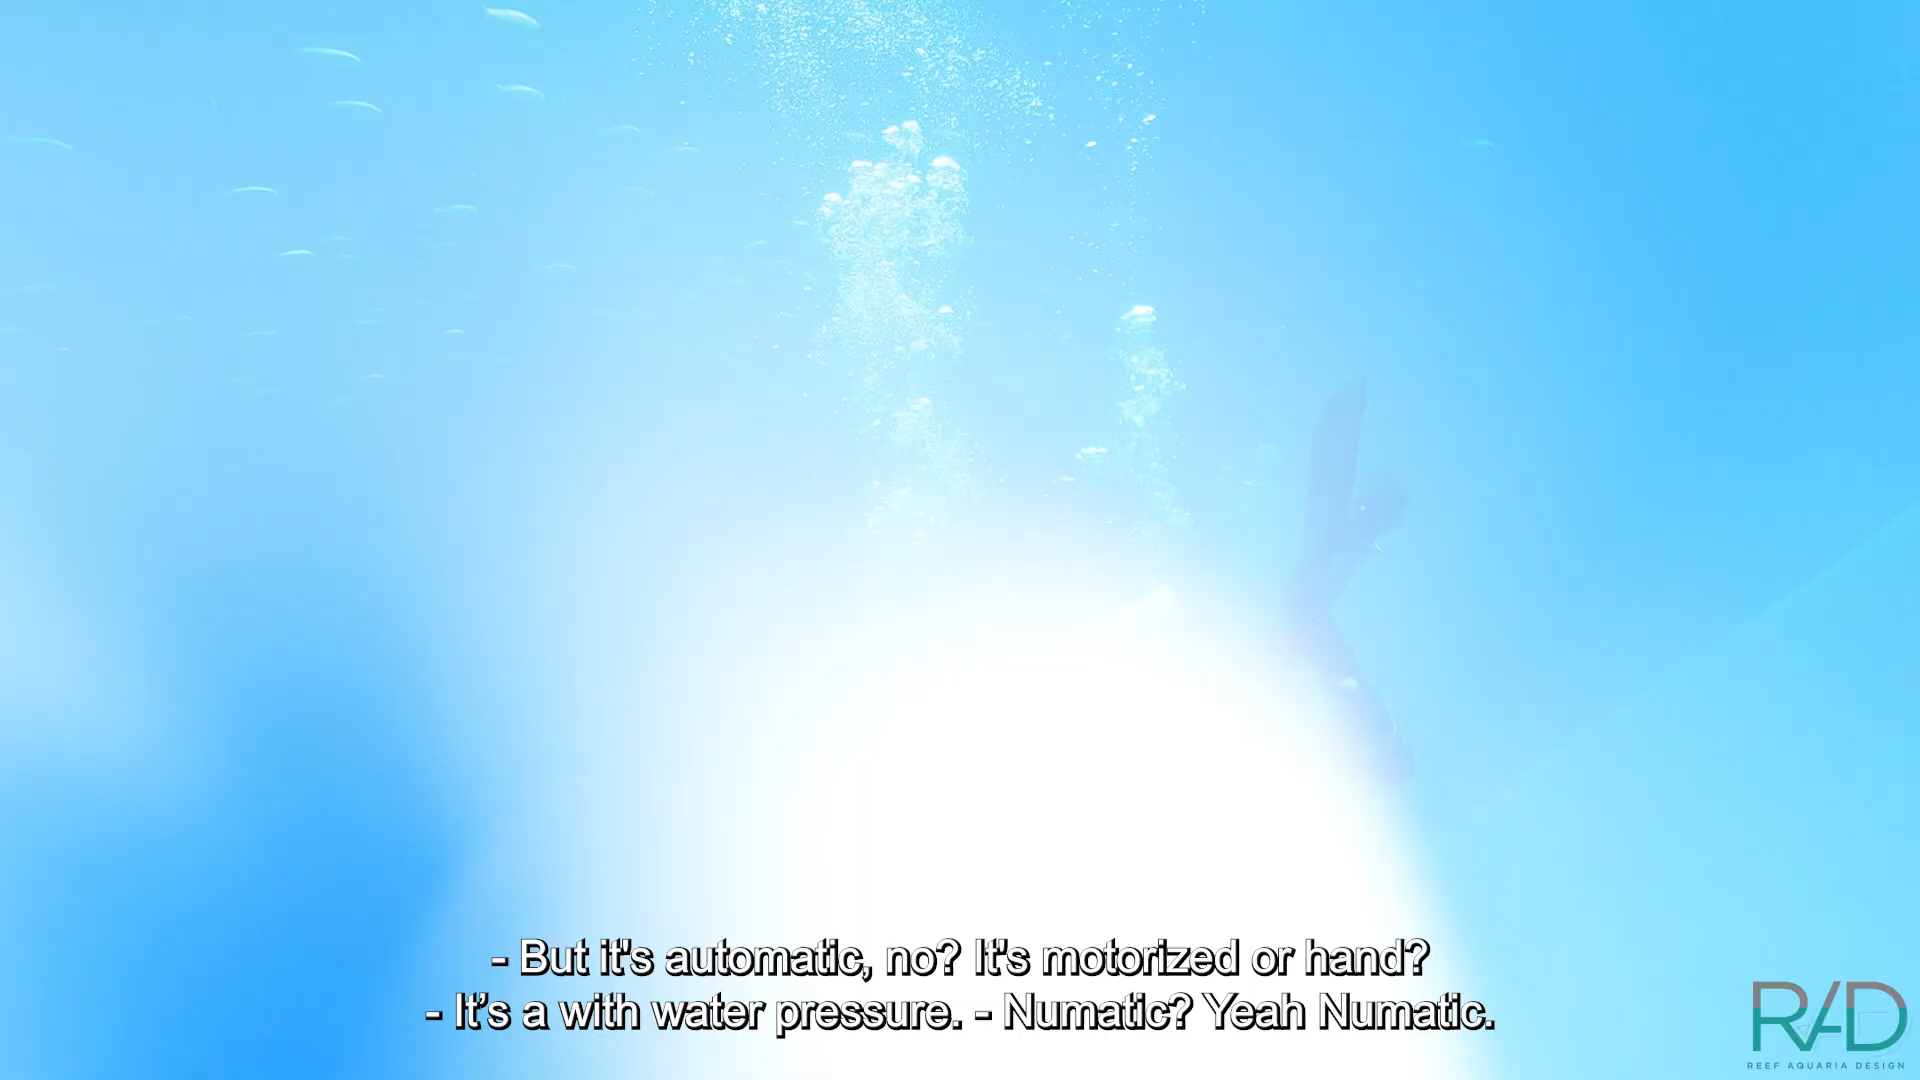 - But it's automatic, no? It's motorized or hand?
- It’s a with water pressure. - Numatic? Yeah Numatic.
RAD
REEF AQUARIA DESIGN